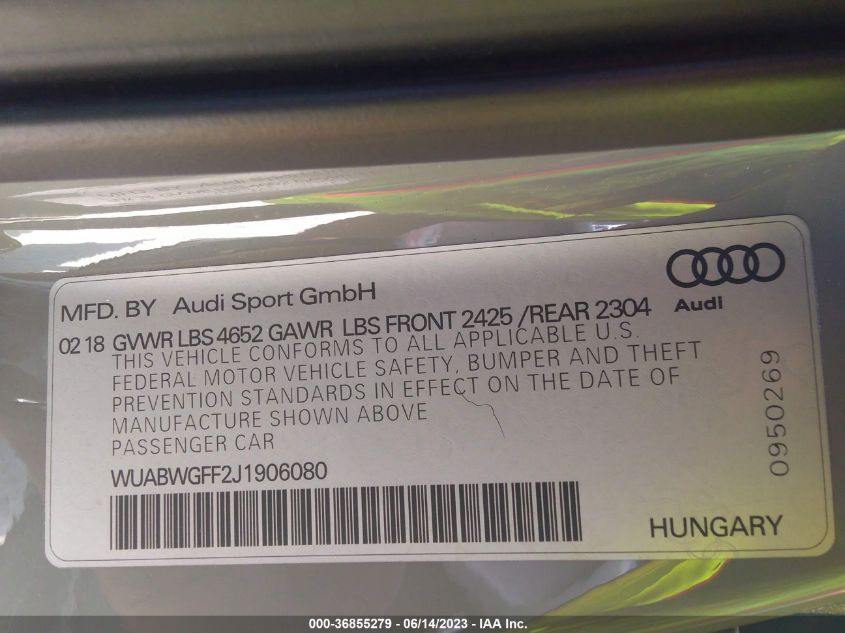 MFD. BY Audi Sport GmbH
Audi
02 18 GVWR LBS 4652 GAWR LBS FRONT 2425 /REAR 2304
THIS VEHICLE CONFORMS TO ALL APPLICABLE U.S.
FEDERAL MOTOR VEHICLE SAFETY, BUMPER AND THEFT
PREVENTION STANDARDS IN EFFECT ON THE DATE OF
MANUFACTURE SHOWN ABOVE
PASSENGER CAR
WUABWGFF2J1906080
0950269
HUNGARY
000-36855279 - 06/14/2023 - IAA Inc.